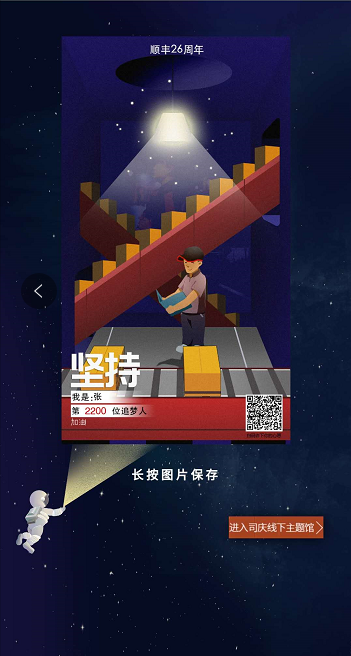 顺丰26周年
坚持
我是:张
第 2200 位追梦人
加油
长按图片保存
进入司庆线下主题馆